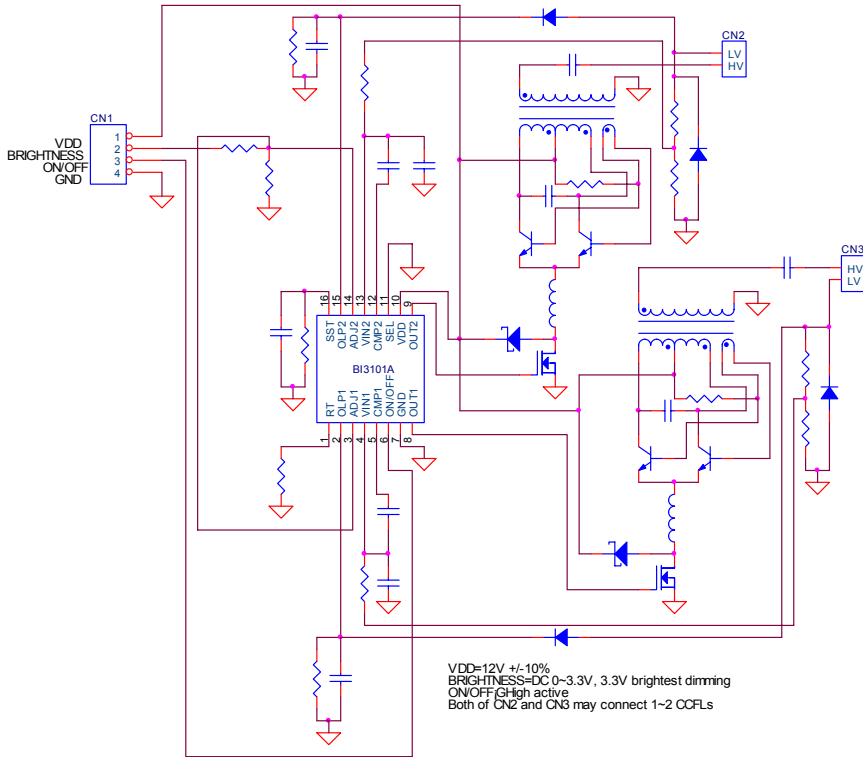 CN2
LV
HV
CN1
VDD
BRIGHTNESS
ON/OFF
GND
1
2
3
4
CN3
HV
LV
16 15 14 13 12 11 10 9
SST OLP2 ADJ2 VIN2 CMP2 SEL VDD OUT2
BI3101A
RT OLP1 ADJ1 VIN1 CMP1 ON/OFF GND OUT1
1 2 3 4 5 6 7 8
VDD=12V +/-10%
BRIGHTNESS=DC 0~3.3V, 3.3V brightest dimming
ON/OFF¡GHigh active
Both of CN2 and CN3 may connect 1~2 CCFLs